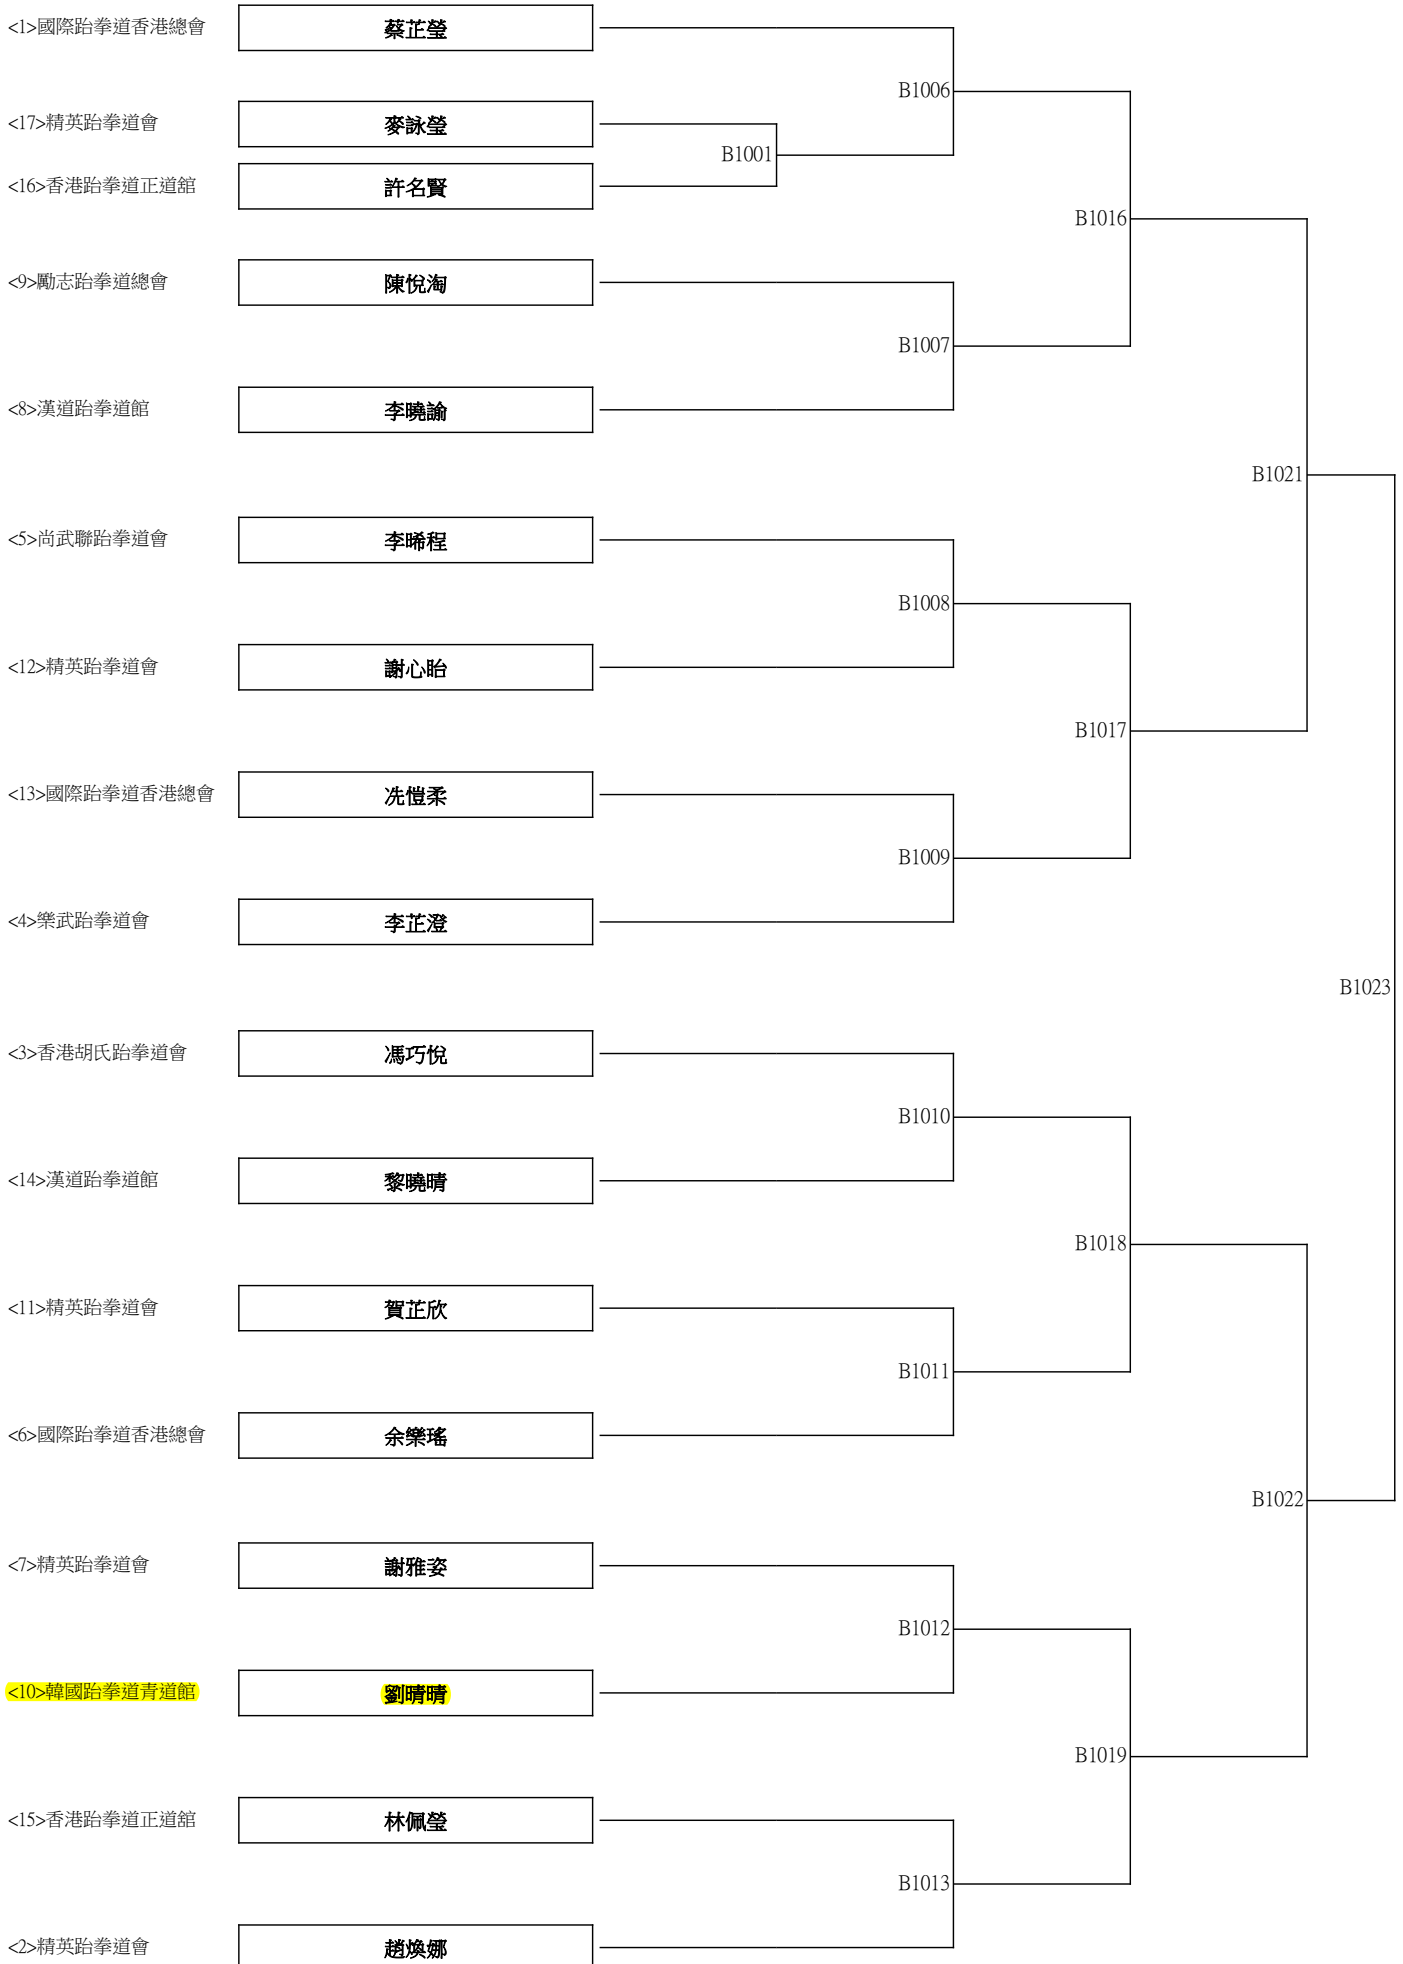 <1>國際跆拳道香港總會 蔡芷瑩
B1006
<17>精英跆拳道會 麥詠瑩
B1001
<16>香港跆拳道正道舘 許名賢
B1016
<9>勵志跆拳道總會 陳悅淘
B1007
<8>漢道跆拳道館 李曉諭
B1021
<5>尚武聯跆拳道會 李晞程
B1008
<12>精英跆拳道會 謝心眙
B1017
<13>國際跆拳道香港總會 冼愷柔
B1009
<4>樂武跆拳道會 李芷澄
B1023
<3>香港胡氏跆拳道會 馮巧悅
B1010
<14>漢道跆拳道館 黎曉晴
B1018
<11>精英跆拳道會 賀芷欣
B1011
<6>國際跆拳道香港總會 余樂瑤
B1022
<7>精英跆拳道會 謝雅姿
B1012
<10>韓國跆拳道青道館 劉晴晴
B1019
<15>香港跆拳道正道舘 林佩瑩
B1013
<2>精英跆拳道會 趙煥娜